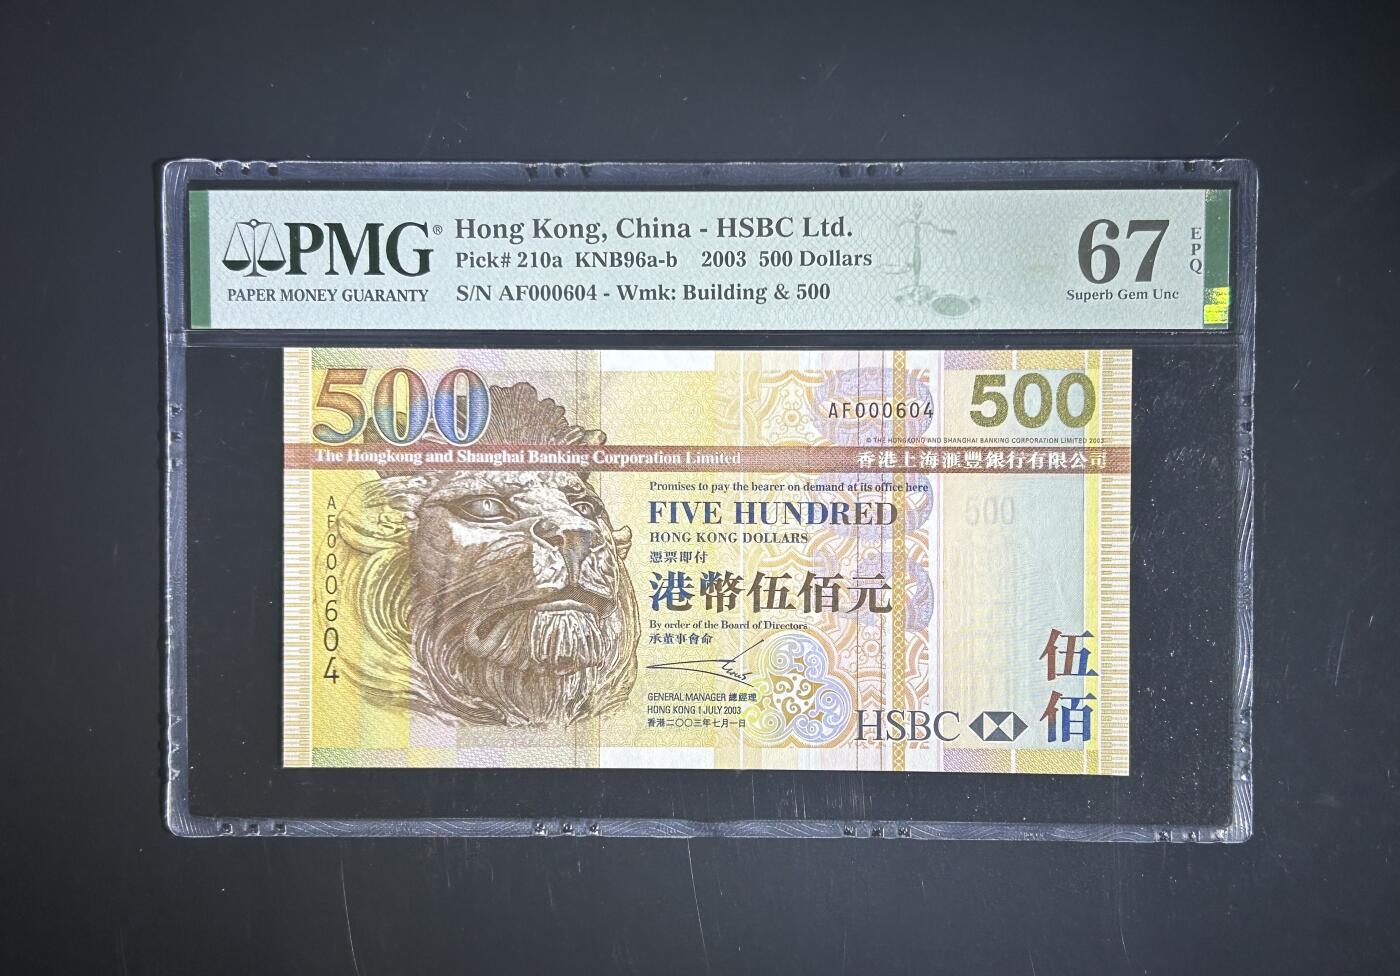 PMG®
PAPER MONEY GUARANTY
Hong Kong, China - HSBC Ltd.
Pick# 210a KNB96a-b 2003 500 Dollars
S/N AF000604 - Wmk: Building & 500
67
EPQ
Superb Gem Unc
500
AF000604
500
© THE HONGKONG AND SHANGHAI BANKING CORPORATION LIMITED 2003
The Hongkong and Shanghai Banking Corporation Limited
香港上海滙豐銀行有限公司
AF000604
Promises to pay the bearer on demand at its office here
FIVE HUNDRED
HONG KONG DOLLARS
500
憑票即付
港幣伍佰元
By order of the Board of Directors
承董事會命
GENERAL MANAGER 總經理
HONG KONG 1 JULY 2003
香港二〇〇三年七月一日
HSBC
伍佰